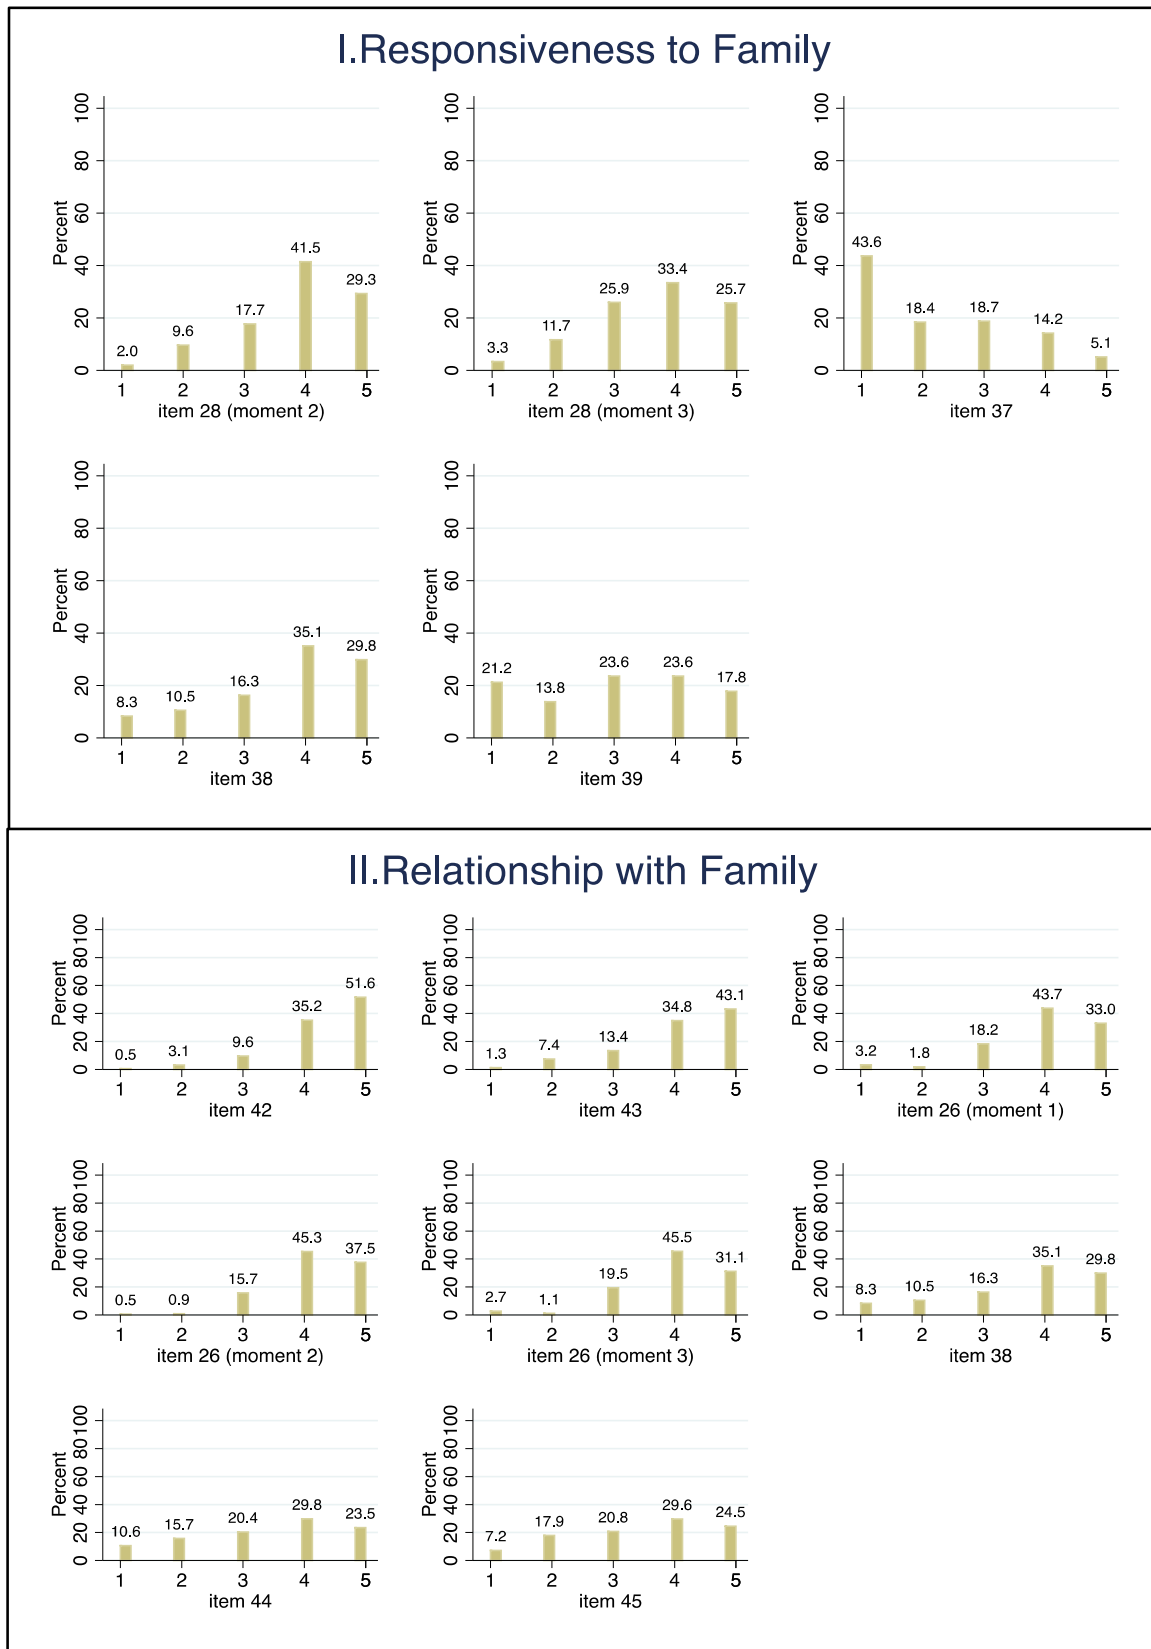 I.Responsiveness to Family
Percent
0 20 40 60 80 100
2.0 9.6 17.7 41.5 29.3
1 2 3 4 5
item 28 (moment 2)
Percent
0 20 40 60 80 100
3.3 11.7 25.9 33.4 25.7
1 2 3 4 5
item 28 (moment 3)
Percent
0 20 40 60 80 100
43.6 18.4 18.7 14.2 5.1
1 2 3 4 5
item 37
Percent
0 20 40 60 80 100
8.3 10.5 16.3 35.1 29.8
1 2 3 4 5
item 38
Percent
0 20 40 60 80 100
21.2 13.8 23.6 23.6 17.8
1 2 3 4 5
item 39
II.Relationship with Family
Percent
0 20 40 60 80 100
0.5 3.1 9.6 35.2 51.6
1 2 3 4 5
item 42
Percent
0 20 40 60 80 100
1.3 7.4 13.4 34.8 43.1
1 2 3 4 5
item 43
Percent
0 20 40 60 80 100
3.2 1.8 18.2 43.7 33.0
1 2 3 4 5
item 26 (moment 1)
Percent
0 20 40 60 80 100
0.5 0.9 15.7 45.3 37.5
1 2 3 4 5
item 26 (moment 2)
Percent
0 20 40 60 80 100
2.7 1.1 19.5 45.5 31.1
1 2 3 4 5
item 26 (moment 3)
Percent
0 20 40 60 80 100
8.3 10.5 16.3 35.1 29.8
1 2 3 4 5
item 38
Percent
0 20 40 60 80 100
10.6 15.7 20.4 29.8 23.5
1 2 3 4 5
item 44
Percent
0 20 40 60 80 100
7.2 17.9 20.8 29.6 24.5
1 2 3 4 5
item 45